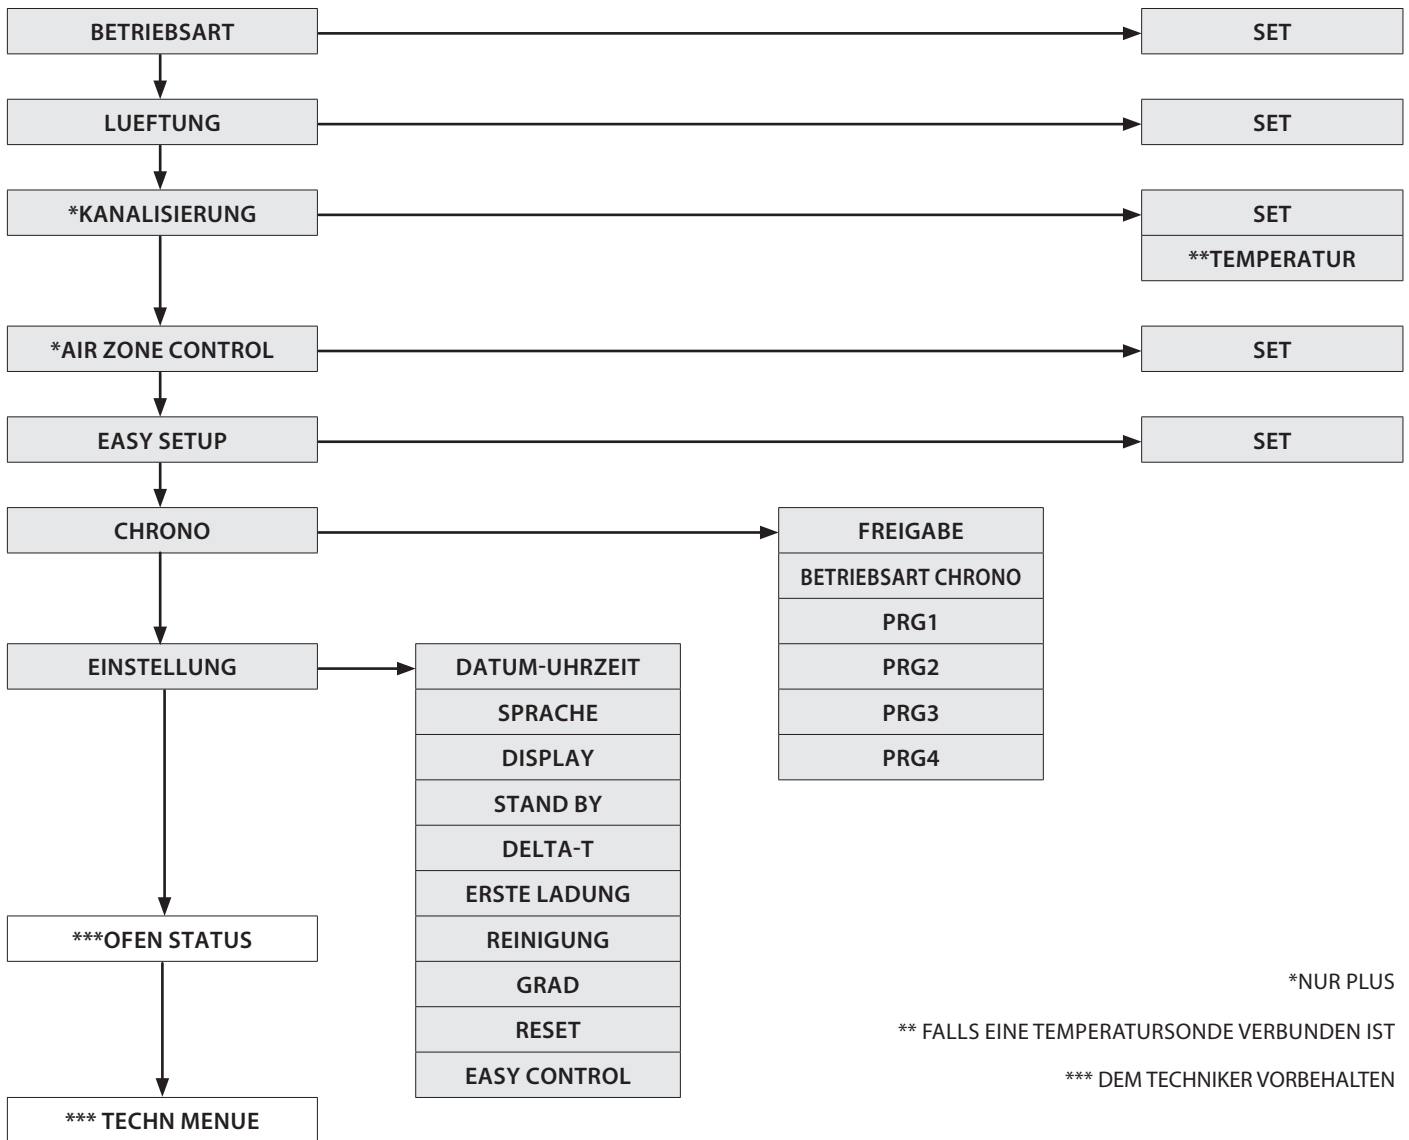 BETRIEBSART
SET
LUEFTUNG
SET
*KANALISIERUNG
SET
**TEMPERATUR
*AIR ZONE CONTROL
SET
EASY SETUP
SET
CHRONO
FREIGABE
BETRIEBSART CHRONO
PRG1
PRG2
PRG3
PRG4
EINSTELLUNG
DATUM-UHRZEIT
SPRACHE
DISPLAY
STAND BY
DELTA-T
ERSTE LADUNG
REINIGUNG
GRAD
RESET
EASY CONTROL
***OFEN STATUS
*** TECHN MENUE
*NUR PLUS
** FALLS EINE TEMPERATURSONDE VERBUNDEN IST
*** DEM TECHNIKER VORBEHALTEN